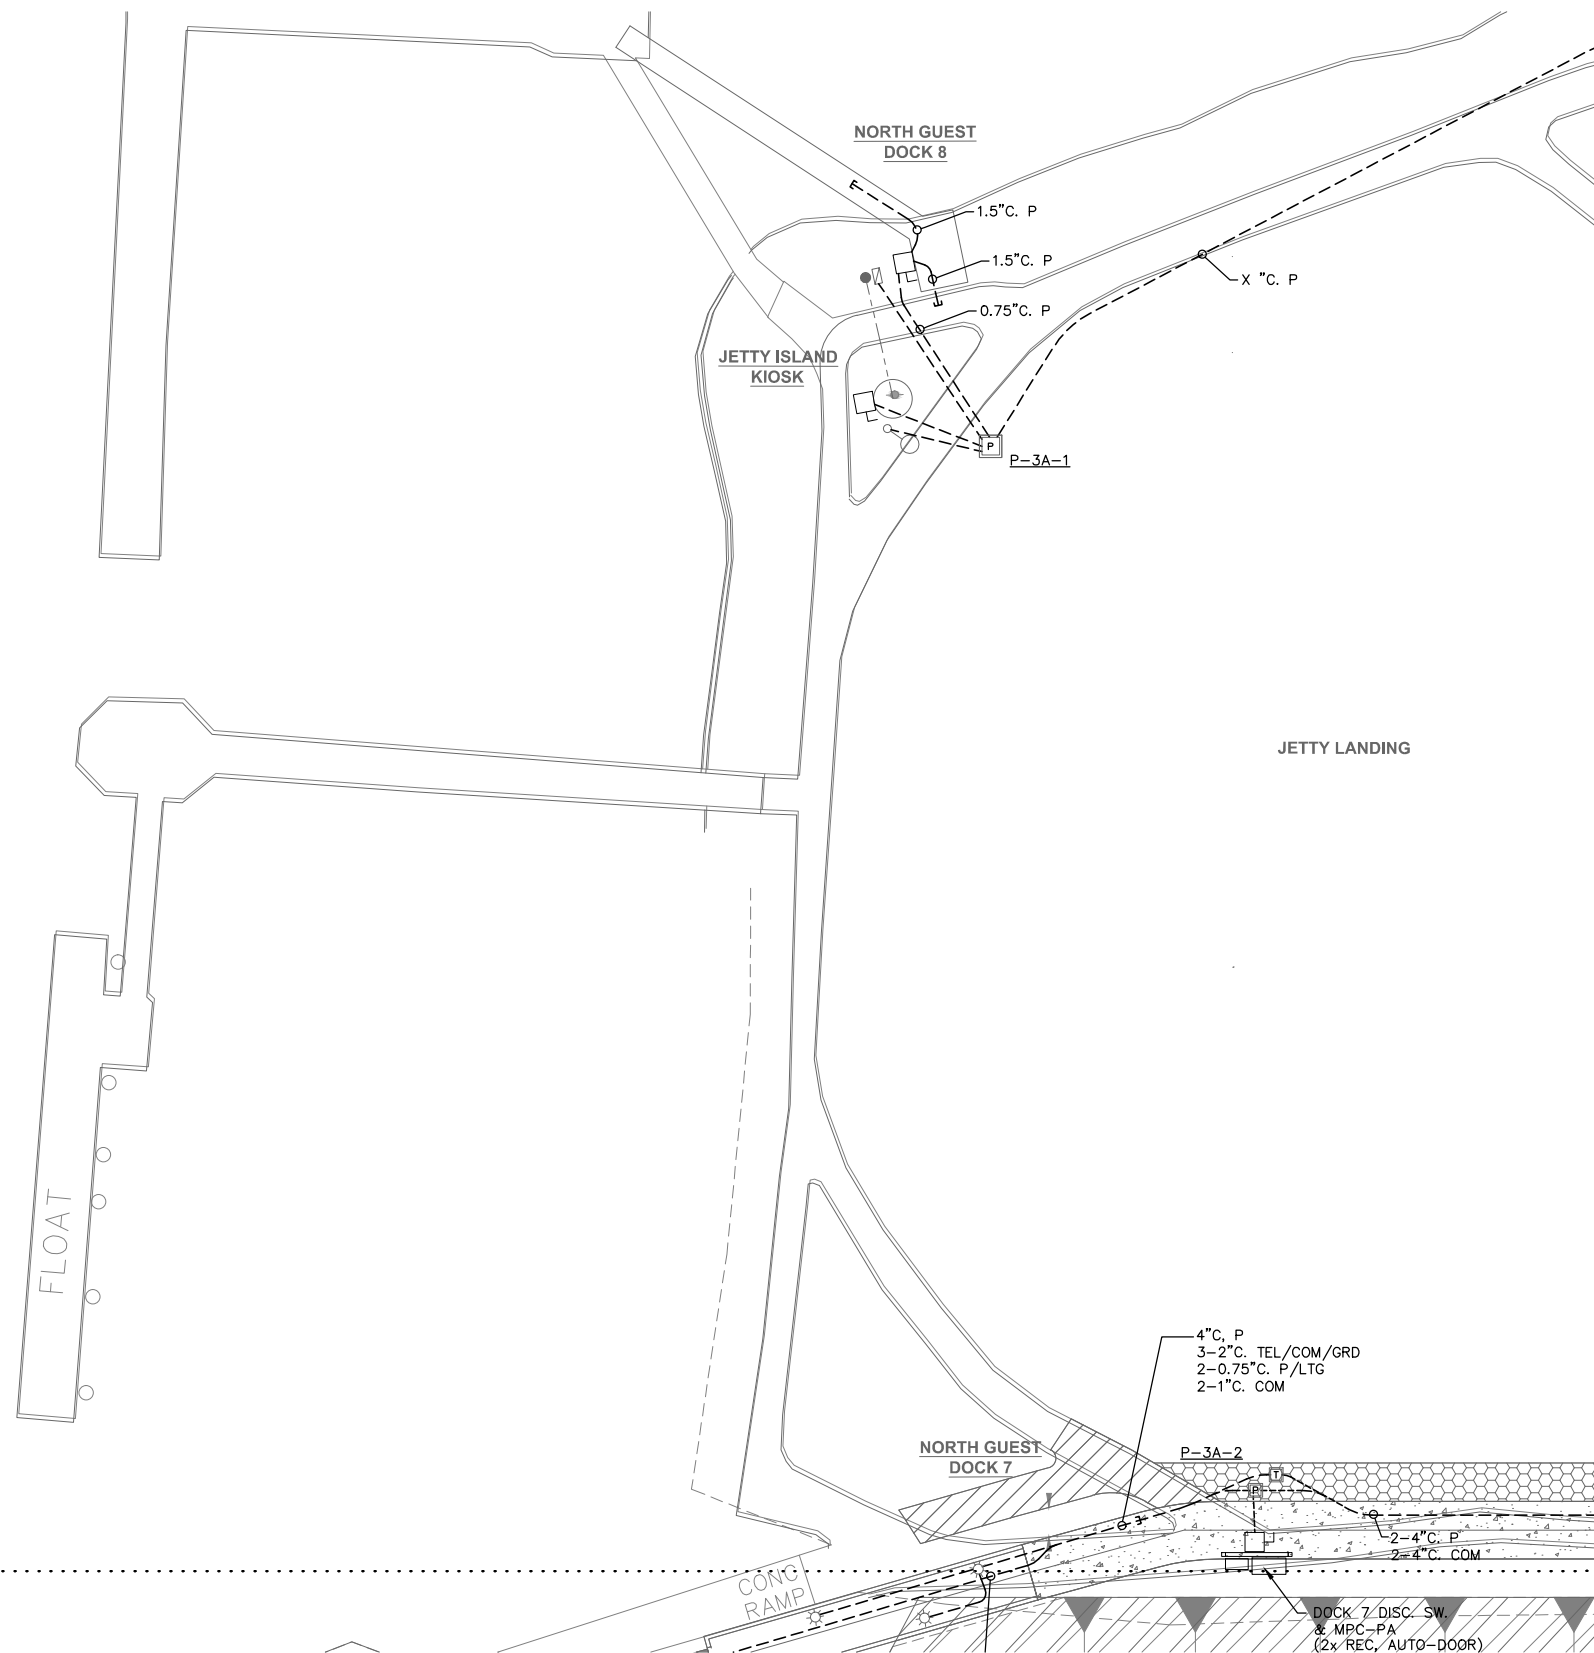 NORTH GUEST
DOCK 8
1.5”C. P
1.5”C. P
X ”C. P
0.75”C. P
JETTY ISLAND
KIOSK
P
P-3A-1
JETTY LANDING
FLOAT
4”C, P
3-2”C. TEL/COM/GRD
2-0.75”C. P/LTG
2-1”C. COM
NORTH GUEST
DOCK 7
P-3A-2
T
P
2-4”C. P
2-4”C. COM
CONC
RAMP
DOCK 7 DISC. SW.
& MPC-PA
(2x REC, AUTO-DOOR)